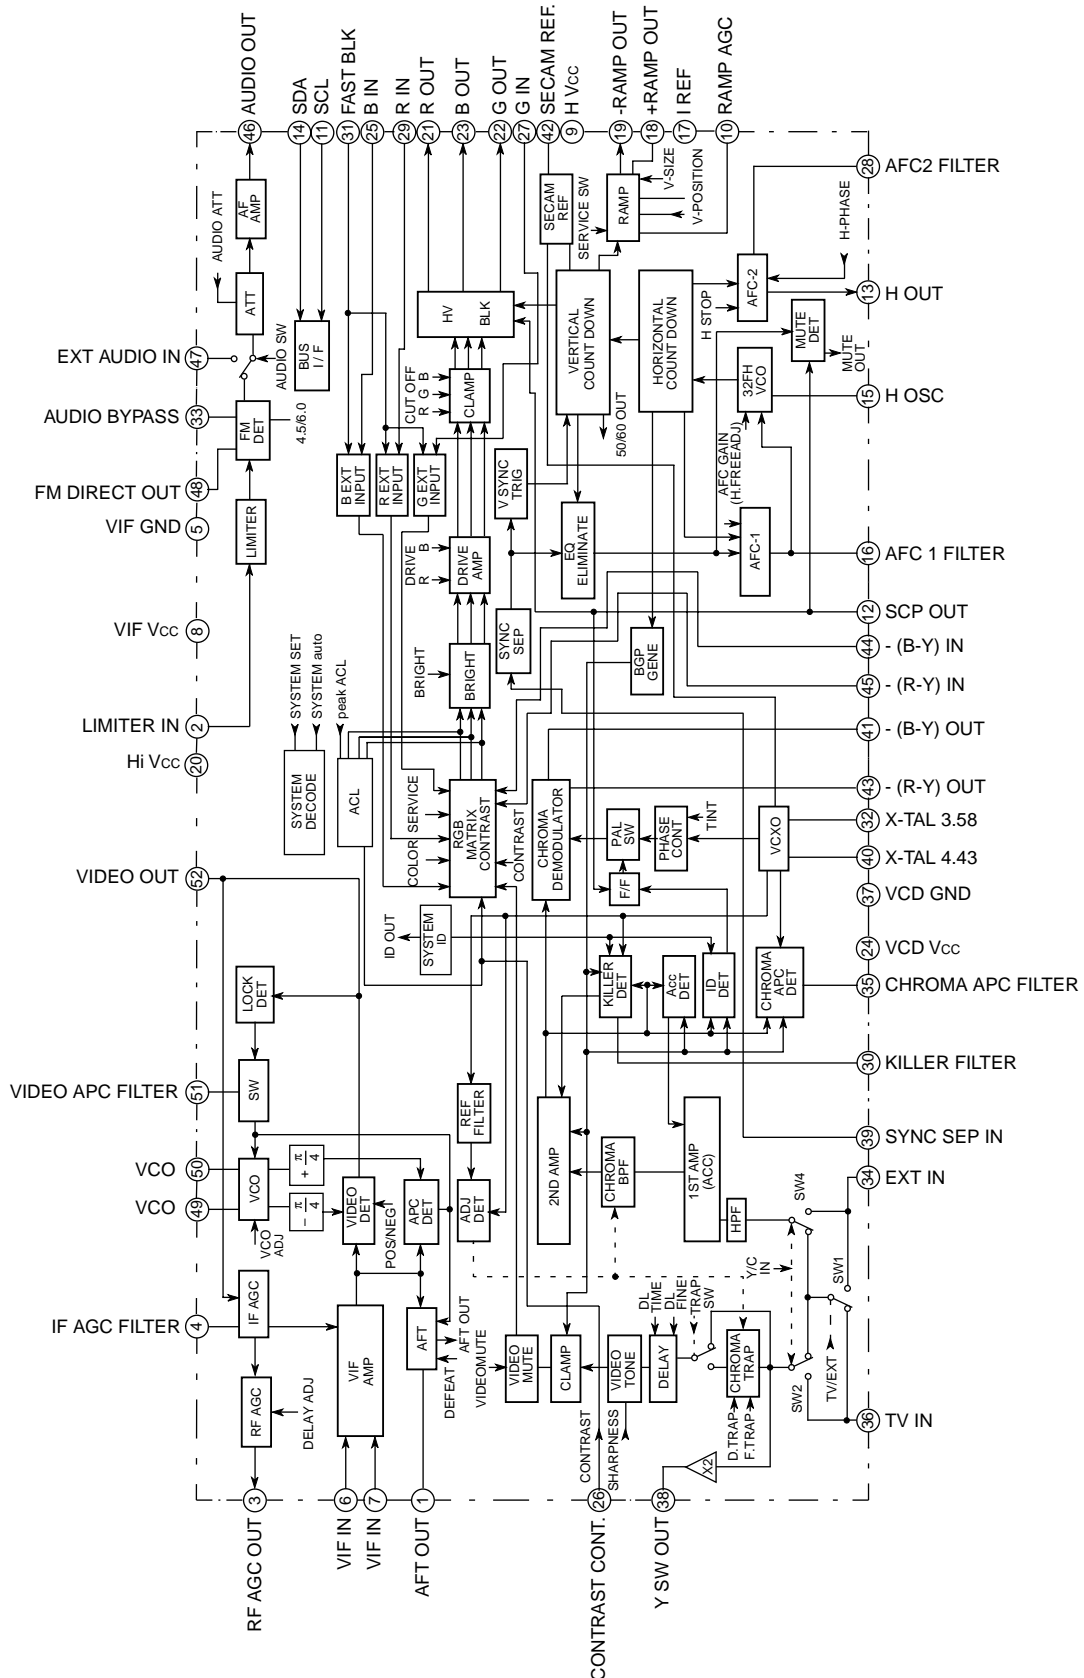 AUDIO OUT
SDA
SCL
FAST BLK
B IN
R IN
R OUT
B OUT
G OUT
G IN
SECAM REF.
H Vcc
-RAMP OUT
+RAMP OUT
I REF
RAMP AGC
46
14
11
31
25
29
21
23
22
27
42
9
19
18
17
10
AUDIO ATT
AF AMP
ATT
AUDIO SW
BUS I / F
EXT AUDIO IN
47
AUDIO BYPASS
33
FM DET
4.5/6.0
FM DIRECT OUT
48
VIF GND
5
LIMITER
VIF Vcc
8
LIMITER IN
2
Hi Vcc
20
SYSTEM SET
SYSTEM auto
SYSTEM DECODE
peak ACL
ACL
HV BLK
CUT OFF
R G B
CLAMP
B EXT INPUT
R EXT INPUT
G EXT INPUT
DRIVE
R B
DRIVE AMP
BRIGHT
BRIGHT
COLOR SERVICE
RGB MATRIX CONTRAST
CONTRAST
SECAM REF
SERVICE SW
RAMP
V-SIZE
V-POSITION
VERTICAL COUNT DOWN
50/60 OUT
HORIZONTAL COUNT DOWN
H STOP
AFC-2
H-PHASE
28
AFC2 FILTER
13
H OUT
MUTE DET
MUTE OUT
32FH VCO
15
H OSC
V SYNC TRIG
EQ ELIMINATE
AFC GAIN
(H.FREEADJ)
AFC-1
16
AFC 1 FILTER
SYNC SEP
BGP GENE
12
SCP OUT
44
- (B-Y) IN
45
- (R-Y) IN
41
- (B-Y) OUT
43
- (R-Y) OUT
CHROMA DEMODULATOR
PAL SW
F/F
PHASE CONT
TINT
VCXO
32
X-TAL 3.58
40
X-TAL 4.43
37
VCD GND
24
VCD Vcc
35
CHROMA APC FILTER
VIDEO OUT
52
ID OUT
SYSTEM ID
KILLER DET
Acc DET
ID DET
CHROMA APC DET
LOCK DET
30
KILLER FILTER
VIDEO APC FILTER
51
SW
REF FILTER
2ND AMP
CHROMA BPF
1ST AMP (ACC)
HPF
39
SYNC SEP IN
VCO
50
VCO
49
VCO
VCO ADJ
+ π/4
− π/4
VIDEO DET
POS/NEG
APC DET
ADJ DET
SW4
34
EXT IN
Y/C IN
SW1
IF AGC FILTER
4
IF AGC
VIF AMP
AFT
AFT OUT
DEFEAT
VIDEOMUTE
VIDEO MUTE
CLAMP
VIDEO TONE
DELAY
DL TIME
DL FINE
TRAP SW
CHROMA TRAP
D.TRAP
F.TRAP
SW2
TV/EXT
36
TV IN
RF AGC
DELAY ADJ
CONTRAST
SHARPNESS
X2
3
6
7
1
26
38
RF AGC OUT
VIF IN
VIF IN
AFT OUT
CONTRAST CONT.
Y SW OUT